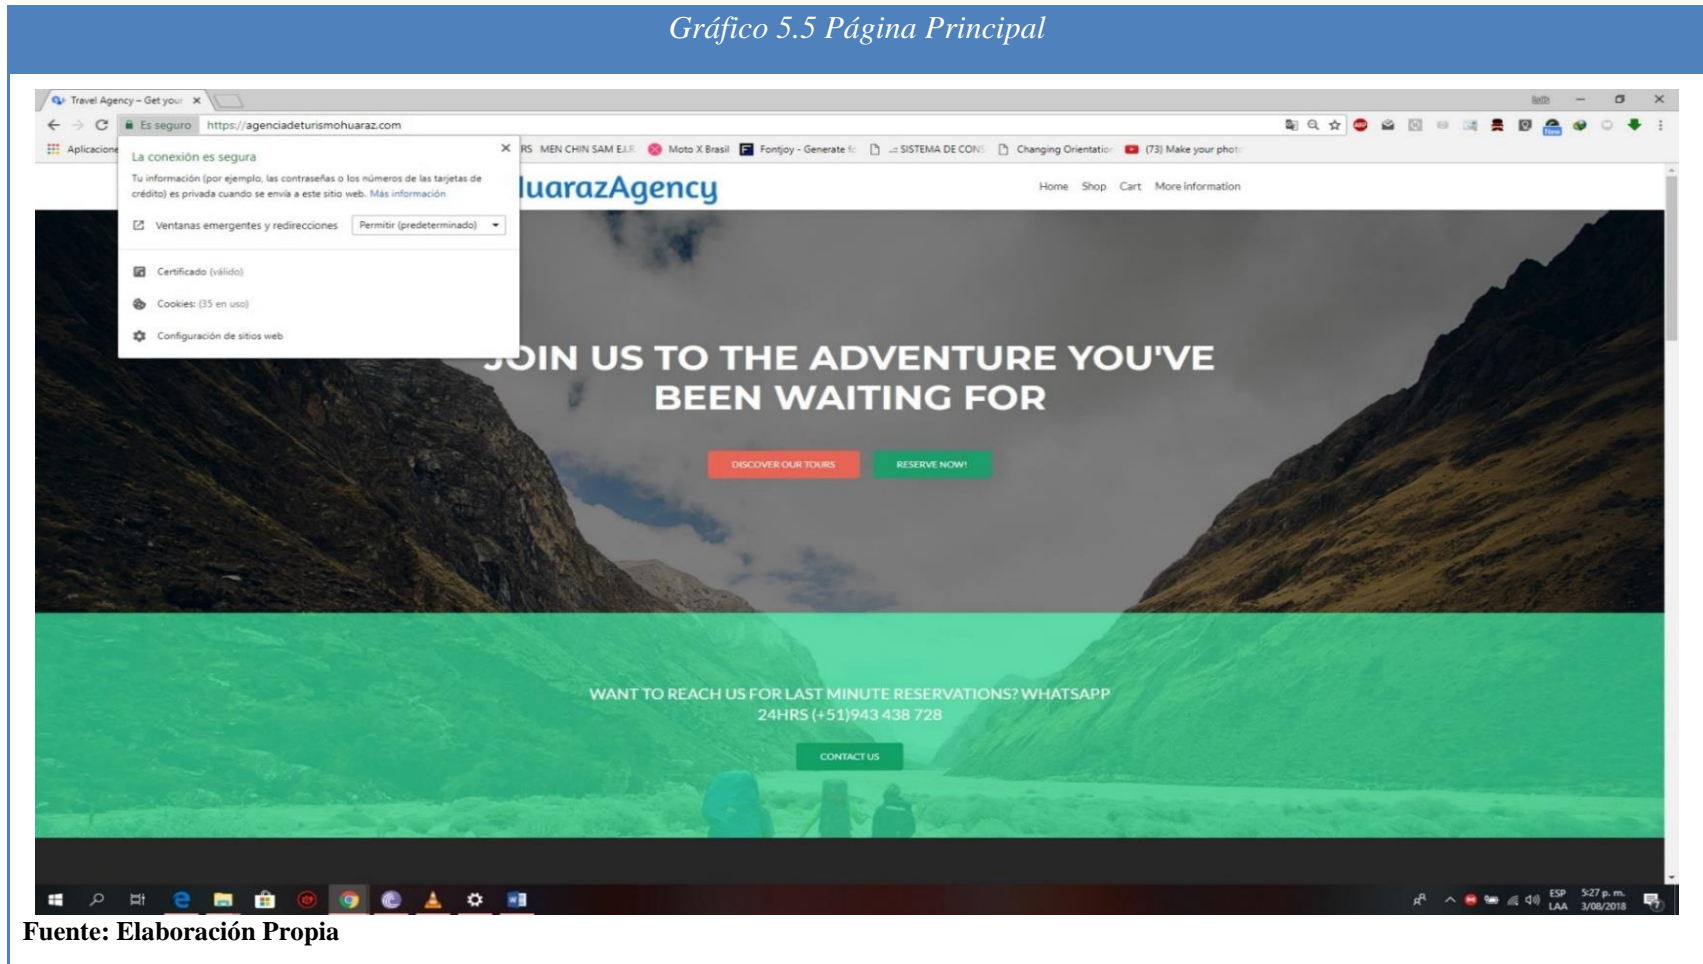 Gráfico 5.5 Página Principal
Travel Agency – Get your
Es seguro
https://agenciadeturismohuaraz.com
Aplicacione
RS MEN CHIN SAM E.I.R.
Moto X Brasil
Fontjoy - Generate fo
.:: SISTEMA DE CONS
Changing Orientation
(73) Make your photo
La conexión es segura
Tu información (por ejemplo, las contraseñas o los números de las tarjetas de
crédito) es privada cuando se envía a este sitio web. Más información
Ventanas emergentes y redirecciones
Permitir (predeterminado)
Certificado (válido)
Cookies: (35 en uso)
Configuración de sitios web
HuarazAgency
Home Shop Cart More information
JOIN US TO THE ADVENTURE YOU'VE
BEEN WAITING FOR
DISCOVER OUR TOURS
RESERVE NOW!
WANT TO REACH US FOR LAST MINUTE RESERVATIONS? WHATSAPP
24HRS (+51)943 438 728
CONTACT US
ESP
LAA
5:27 p. m.
3/08/2018
Fuente: Elaboración Propia